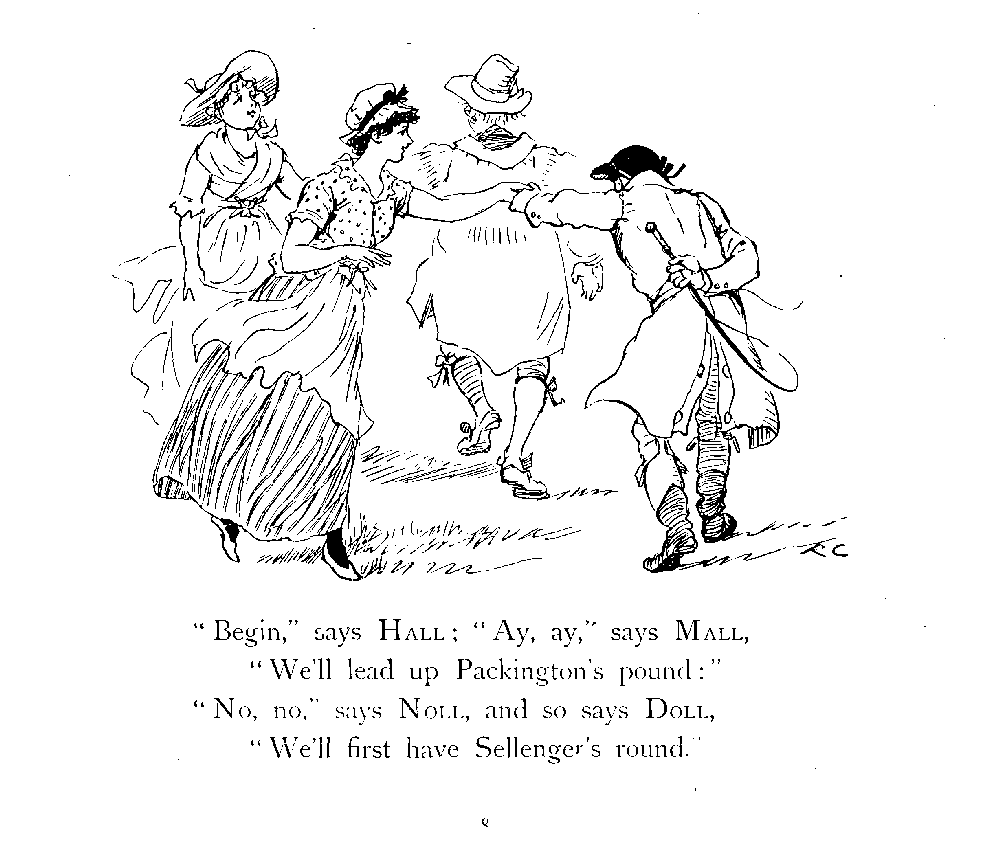 RC
"Begin," says HALL; "Ay, ay," says MALL,
"We'll lead up Packington's pound:"
"No, no," says NOLL, and so says DOLL,
"We'll first have Sellenger's round."